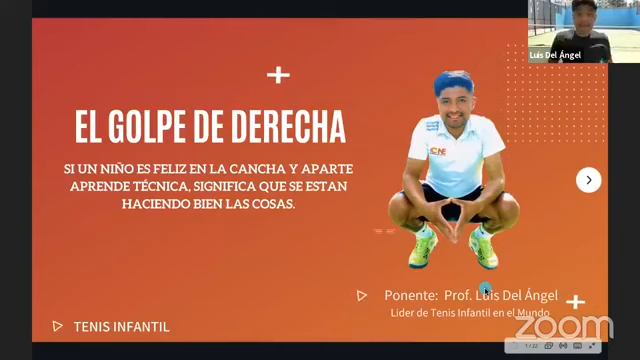 Luis Del Ángel
EL GOLPE DE DERECHA
SI UN NIÑO ES FELIZ EN LA CANCHA Y APARTE
APRENDE TÉCNICA, SIGNIFICA QUE SE ESTAN
HACIENDO BIEN LAS COSAS.
Ponente: Prof. Luis Del Ángel
Lider de Tenis Infantil en el Mundo
TENIS INFANTIL
zoom
1 / 22